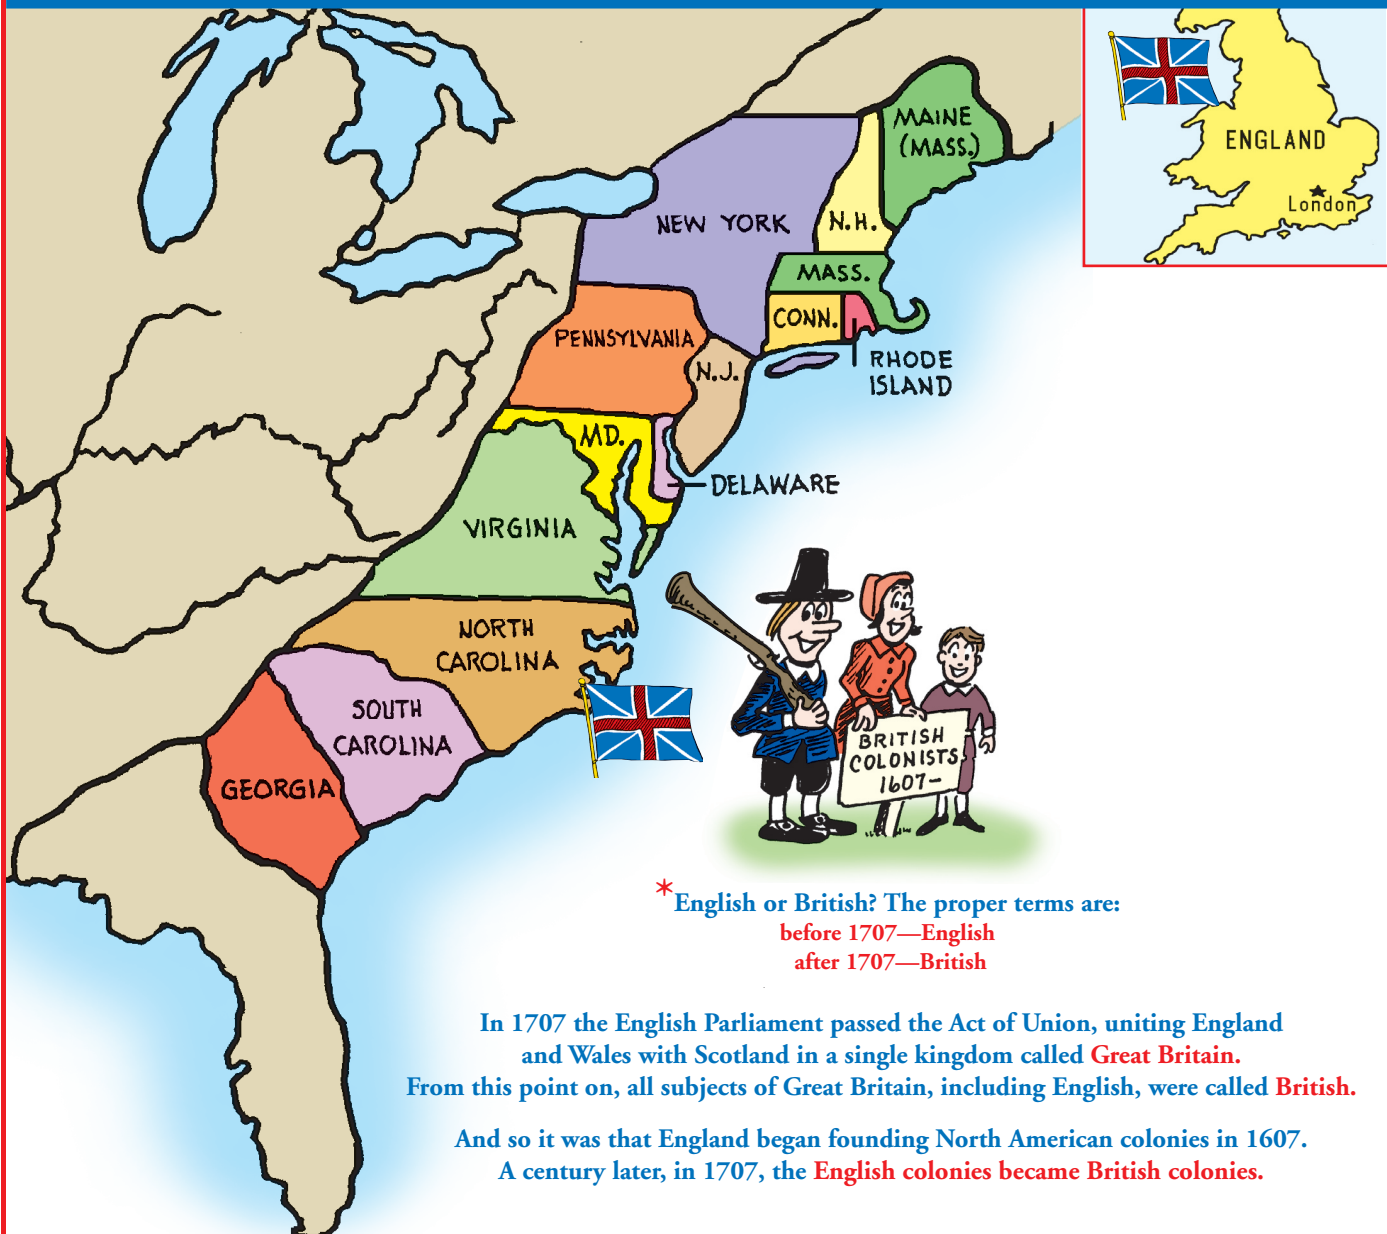 MAINE
(MASS.)
ENGLAND
London
NEW YORK
N.H.
MASS.
CONN.
PENNSYLVANIA
N.J.
RHODE
ISLAND
MD.
DELAWARE
VIRGINIA
NORTH
CAROLINA
SOUTH
CAROLINA
GEORGIA
BRITISH
COLONISTS
1607-
*English or British? The proper terms are:
before 1707—English
after 1707—British
In 1707 the English Parliament passed the Act of Union, uniting England
and Wales with Scotland in a single kingdom called Great Britain.
From this point on, all subjects of Great Britain, including English, were called British.
And so it was that England began founding North American colonies in 1607.
A century later, in 1707, the English colonies became British colonies.